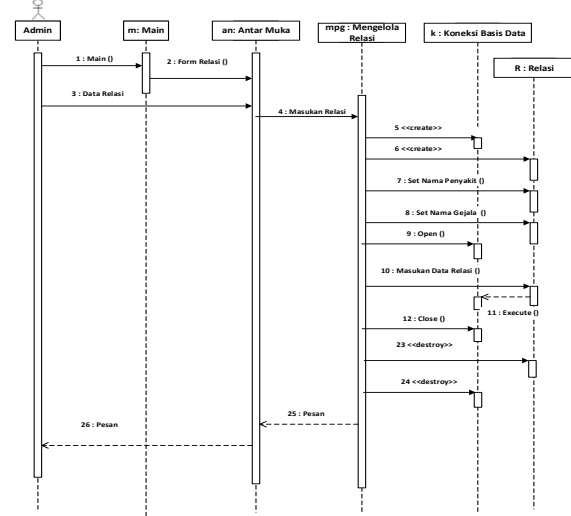 Admin
m: Main
an: Antar Muka
mpg : Mengelola
Relasi
k : Koneksi Basis Data
R : Relasi
1 : Main ()
2 : Form Relasi ()
3 : Data Relasi
4 : Masukan Relasi
5 <<create>>
6 <<create>>
7 : Set Nama Penyakit ()
8 : Set Nama Gejala ()
9 : Open ()
10 : Masukan Data Relasi ()
11 : Execute ()
12 : Close ()
23 <<destroy>>
24 <<destroy>>
25 : Pesan
26 : Pesan